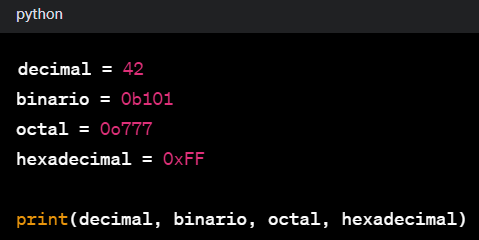 python
decimal = 42
binario = 0b101
octal = 0o777
hexadecimal = 0xFF
print(decimal, binario, octal, hexadecimal)